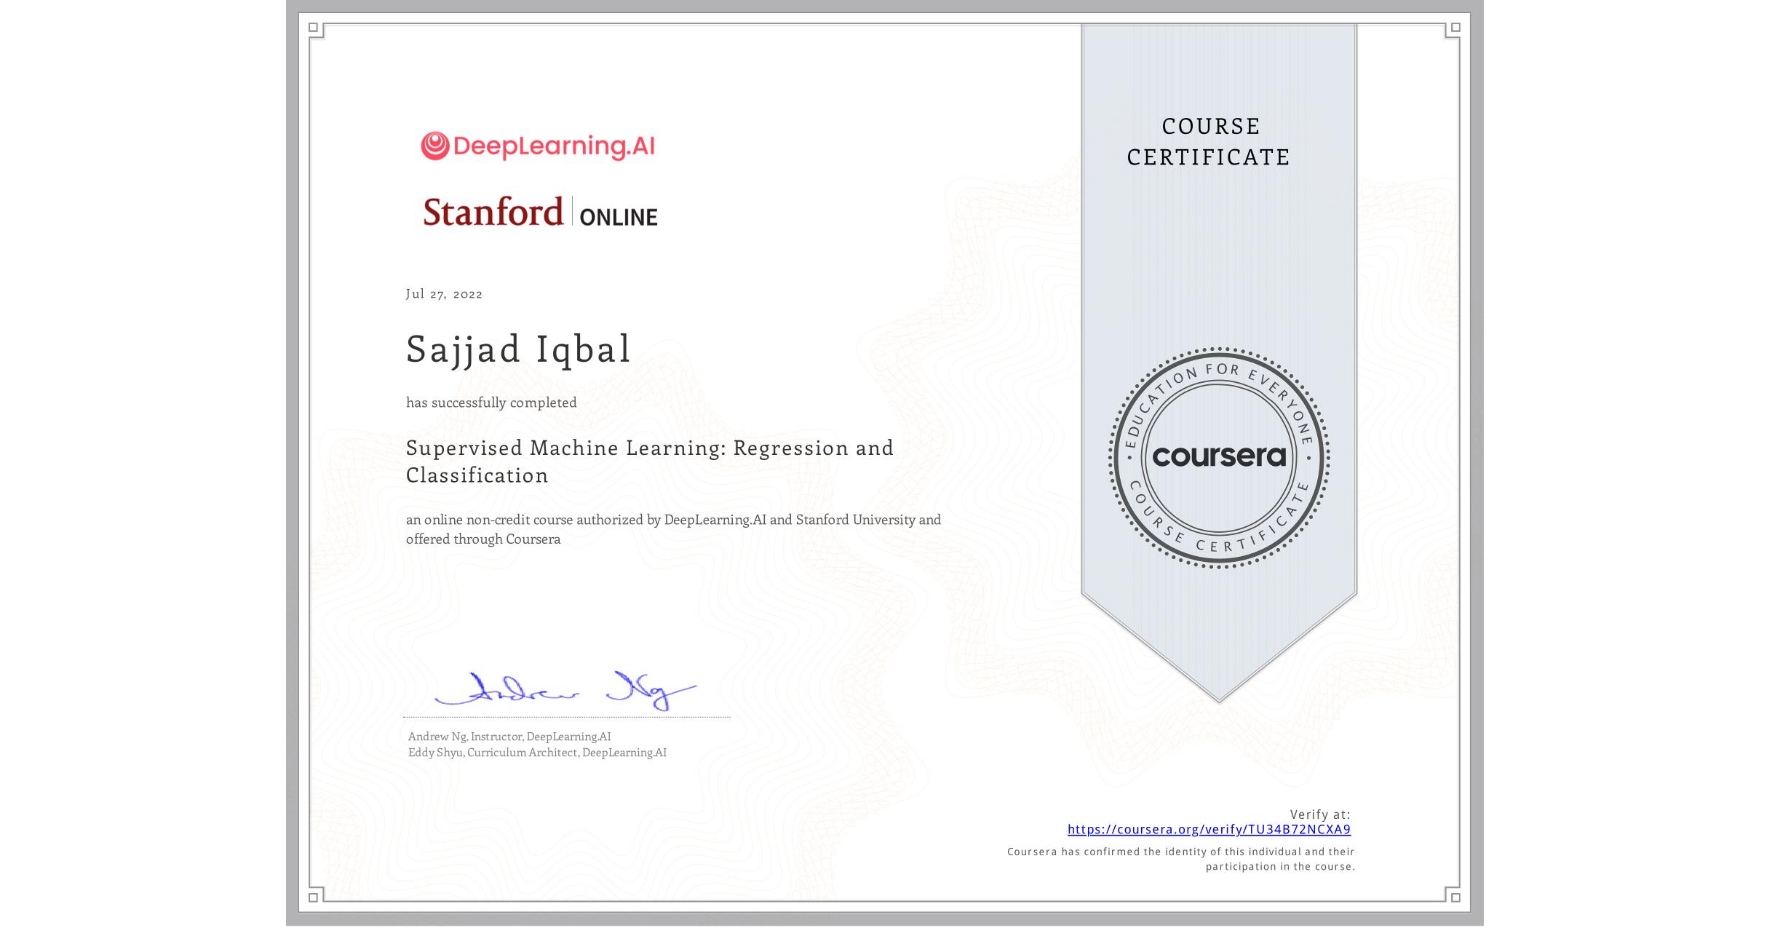 DeepLearning.AI
Stanford ONLINE
COURSE
CERTIFICATE
Jul 27, 2022
Sajjad Iqbal
has successfully completed
Supervised Machine Learning: Regression and
Classification
an online non-credit course authorized by DeepLearning.AI and Stanford University and
offered through Coursera
EDUCATION FOR EVERYONE
coursera
COURSE CERTIFICATE
Andrew Ng
Andrew Ng, Instructor, DeepLearning.AI
Eddy Shyu, Curriculum Architect, DeepLearning.AI
Verify at:
https://coursera.org/verify/TU34B72NCXA9
Coursera has confirmed the identity of this individual and their
participation in the course.